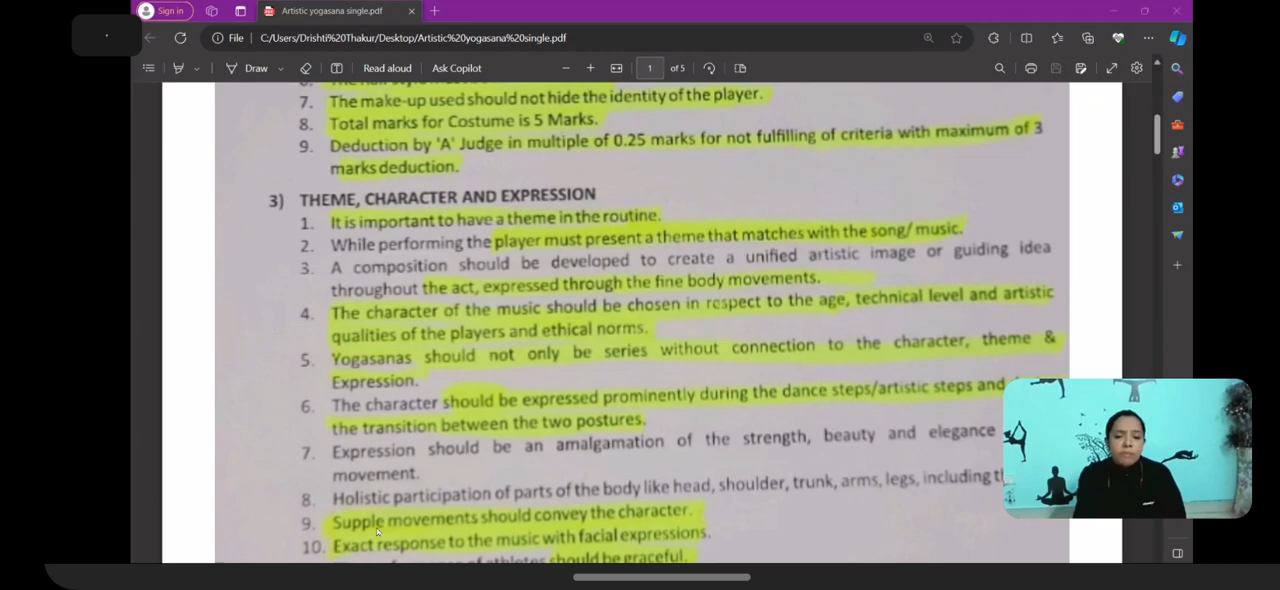 Sign in
Artistic yogasana single.pdf
File
C:/Users/Drishti%20Thakur/Desktop/Artistic%20yogasana%20single.pdf
Draw
Read aloud
Ask Copilot
1
of 5
7. The make-up used should not hide the identity of the player.
8. Total marks for Costume is 5 Marks.
9. Deduction by 'A' Judge in multiple of 0.25 marks for not fulfilling of criteria with maximum of 3
marks deduction.
3) THEME, CHARACTER AND EXPRESSION
1. It is important to have a theme in the routine.
2. While performing the player must present a theme that matches with the song/ music.
3. A composition should be developed to create a unified artistic image or guiding idea
throughout the act, expressed through the fine body movements.
4. The character of the music should be chosen in respect to the age, technical level and artistic
qualities of the players and ethical norms.
5. Yogasanas should not only be series without connection to the character, theme &
Expression.
6. The character should be expressed prominently during the dance steps/artistic steps and
the transition between the two postures.
7. Expression should be an amalgamation of the strength, beauty and elegance
movement.
8. Holistic participation of parts of the body like head, shoulder, trunk, arms, legs, including
9. Supple movements should convey the character.
10. Exact response to the music with facial expressions.
should be graceful.